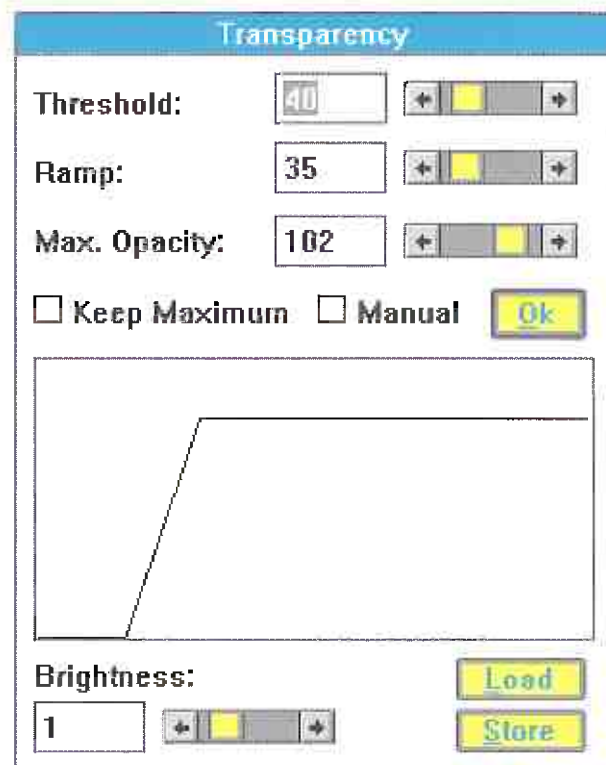 Transparency
Threshold: 40
Ramp: 35
Max. Opacity: 102
Keep Maximum Manual Ok
Brightness:
Load
1
Store